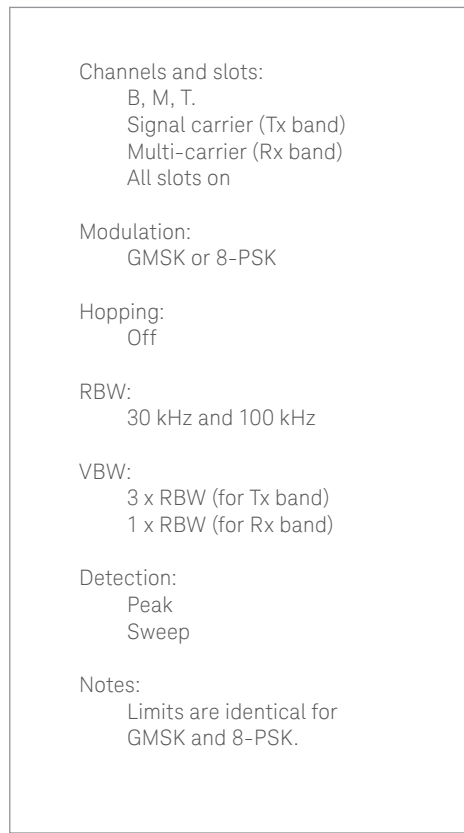 Channels and slots:
B, M, T.
Signal carrier (Tx band)
Multi-carrier (Rx band)
All slots on
Modulation:
GMSK or 8-PSK
Hopping:
Off
RBW:
30 kHz and 100 kHz
VBW:
3 x RBW (for Tx band)
1 x RBW (for Rx band)
Detection:
Peak
Sweep
Notes:
Limits are identical for
GMSK and 8-PSK.